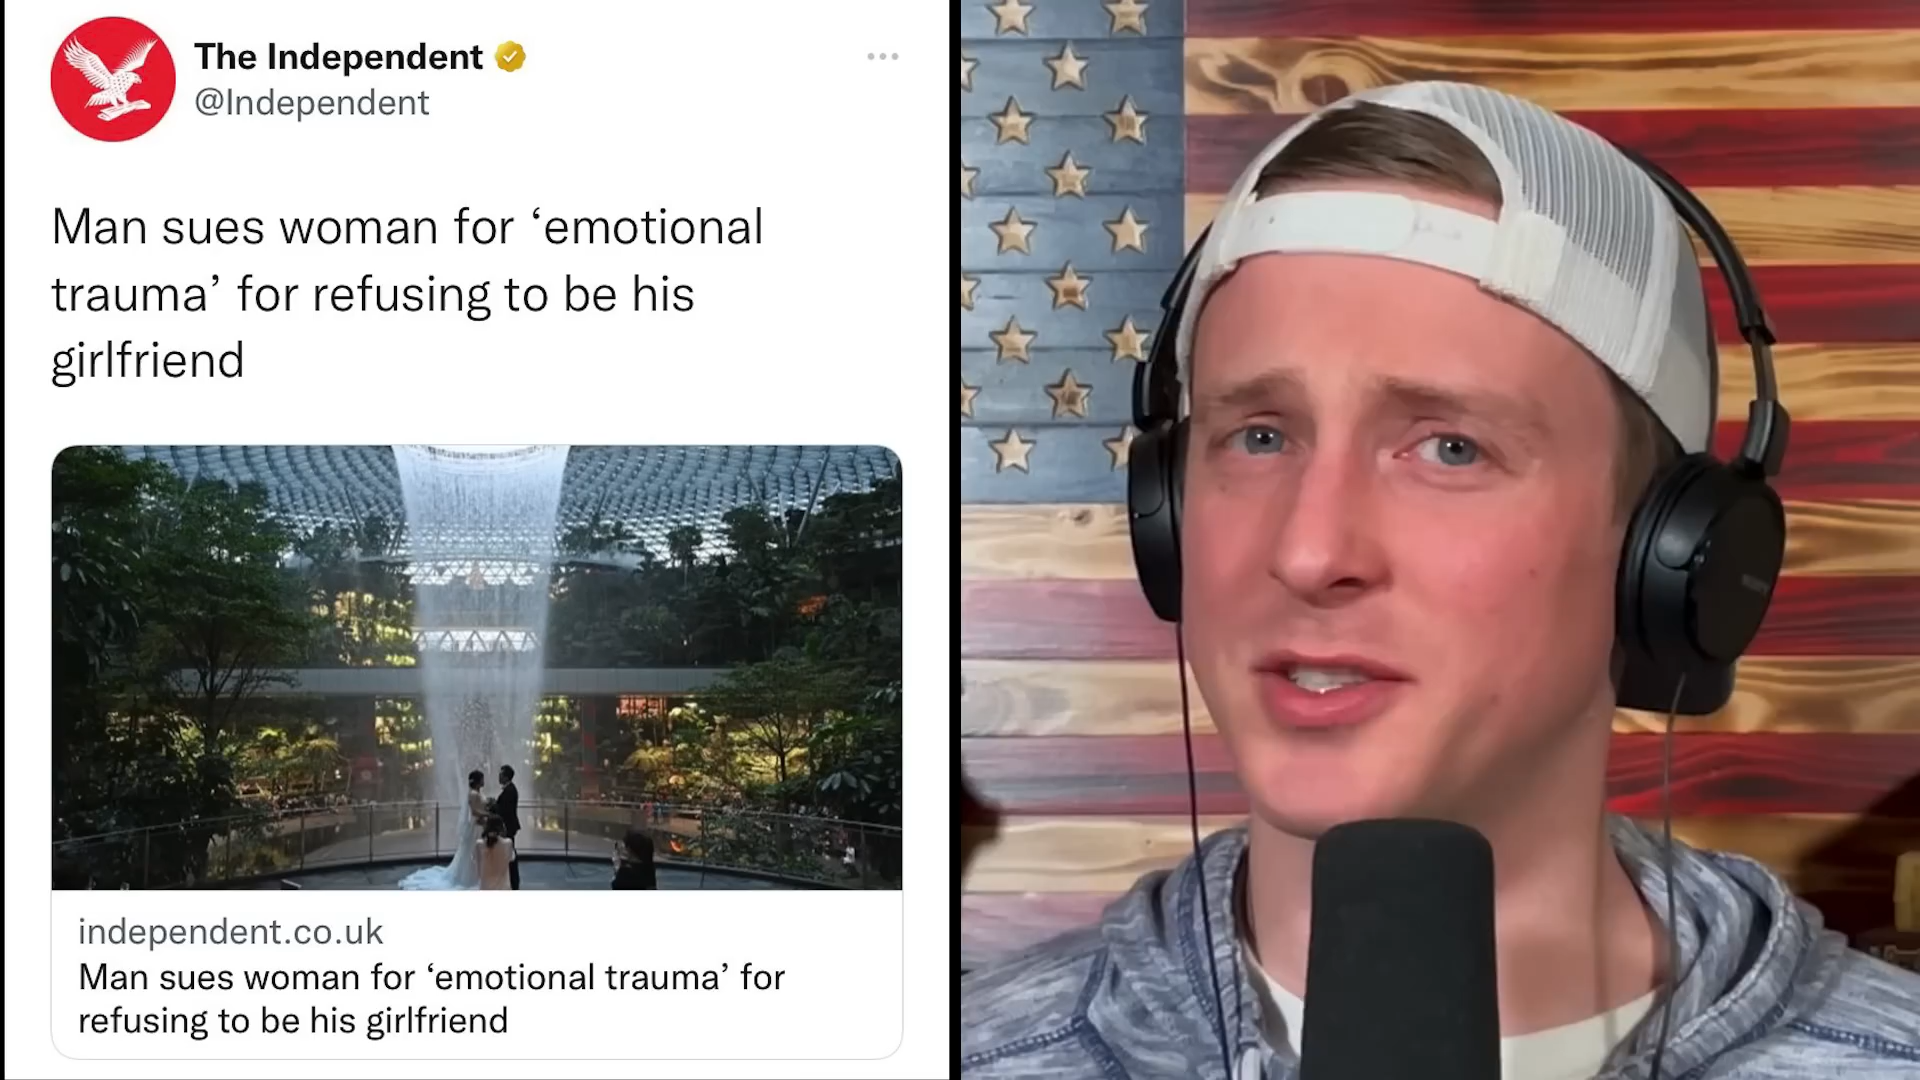 The Independent
@Independent
Man sues woman for ‘emotional
trauma’ for refusing to be his
girlfriend
independent.co.uk
Man sues woman for ‘emotional trauma’ for
refusing to be his girlfriend